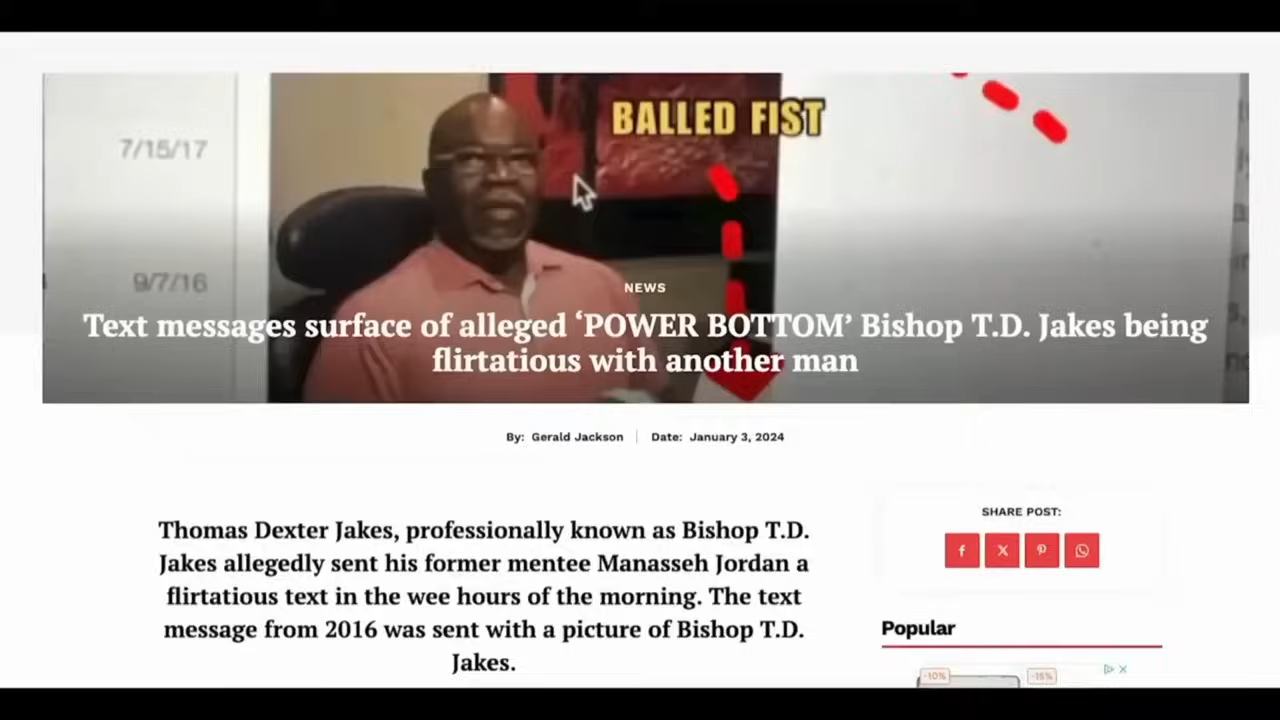 7/15/17
BALLED FIST
9/7/16
NEWS
Text messages surface of alleged ‘POWER BOTTOM’ Bishop T.D. Jakes being
flirtatious with another man
By: Gerald Jackson
Date: January 3, 2024
Thomas Dexter Jakes, professionally known as Bishop T.D.
Jakes allegedly sent his former mentee Manasseh Jordan a
flirtatious text in the wee hours of the morning. The text
message from 2016 was sent with a picture of Bishop T.D.
Jakes.
SHARE POST:
Popular
-10%
-15%